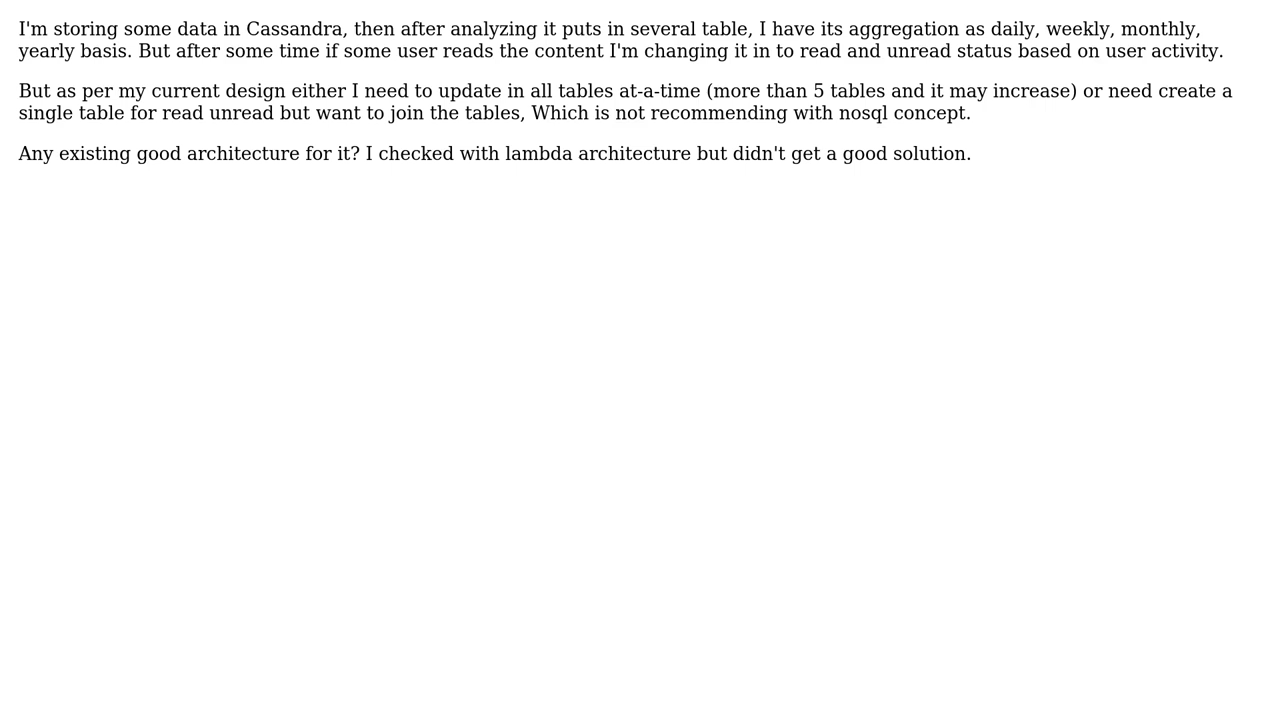 I'm storing some data in Cassandra, then after analyzing it puts in several table, I have its aggregation as daily, weekly, monthly,
yearly basis. But after some time if some user reads the content I'm changing it in to read and unread status based on user activity.
But as per my current design either I need to update in all tables at-a-time (more than 5 tables and it may increase) or need create a
single table for read unread but want to join the tables, Which is not recommending with nosql concept.
Any existing good architecture for it? I checked with lambda architecture but didn't get a good solution.